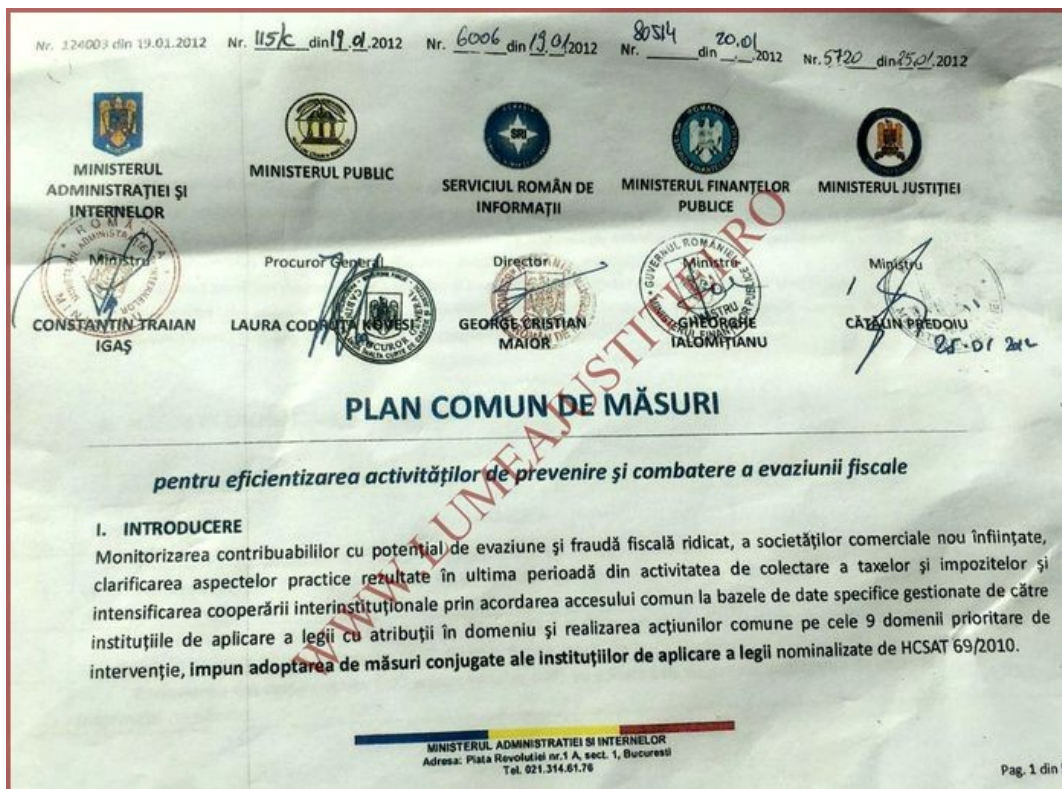 Nr. 124003 din 19.01.2012 Nr. 115/C din 19.01.2012 Nr. 6006 din 19.01.2012 Nr. 80514 din 20.01.2012 Nr. 5720 din 25.01.2012
MINISTERUL ADMINISTRAȚIEI ȘI INTERNELOR
MINISTERUL PUBLIC
SRI
SERVICIUL ROMÂN DE INFORMAȚII
MINISTERUL FINANȚELOR PUBLICE
MINISTERUL JUSTIȚIEI
Ministru
CONSTANTIN TRAIAN IGAȘ
Procuror General
LAURA CODRUȚA KOVESI
Director
GEORGE CRISTIAN MAIOR
Ministru
GHEORGHE IALOMIȚIANU
Ministru
CĂTĂLIN PREDOIU
25.01 2012
PLAN COMUN DE MĂSURI
pentru eficientizarea activităților de prevenire și combatere a evaziunii fiscale
I. INTRODUCERE
Monitorizarea contribuabililor cu potențial de evaziune și fraudă fiscală ridicat, a societăților comerciale nou înființate,
clarificarea aspectelor practice rezultate în ultima perioadă din activitatea de colectare a taxelor și impozitelor și
intensificarea cooperării interinstituționale prin acordarea accesului comun la bazele de date specifice gestionate de către
instituțiile de aplicare a legii cu atribuții în domeniu și realizarea acțiunilor comune pe cele 9 domenii prioritare de
intervenție, impun adoptarea de măsuri conjugate ale instituțiilor de aplicare a legii nominalizate de HCSAT 69/2010.
WWW.LUMEAJUSTITIEI.RO
MINISTERUL ADMINISTRATIEI SI INTERNELOR
Adresa: Piata Revolutiei nr.1 A, sect. 1, Bucuresti
Tel. 021.314.61.76
Pag. 1 din